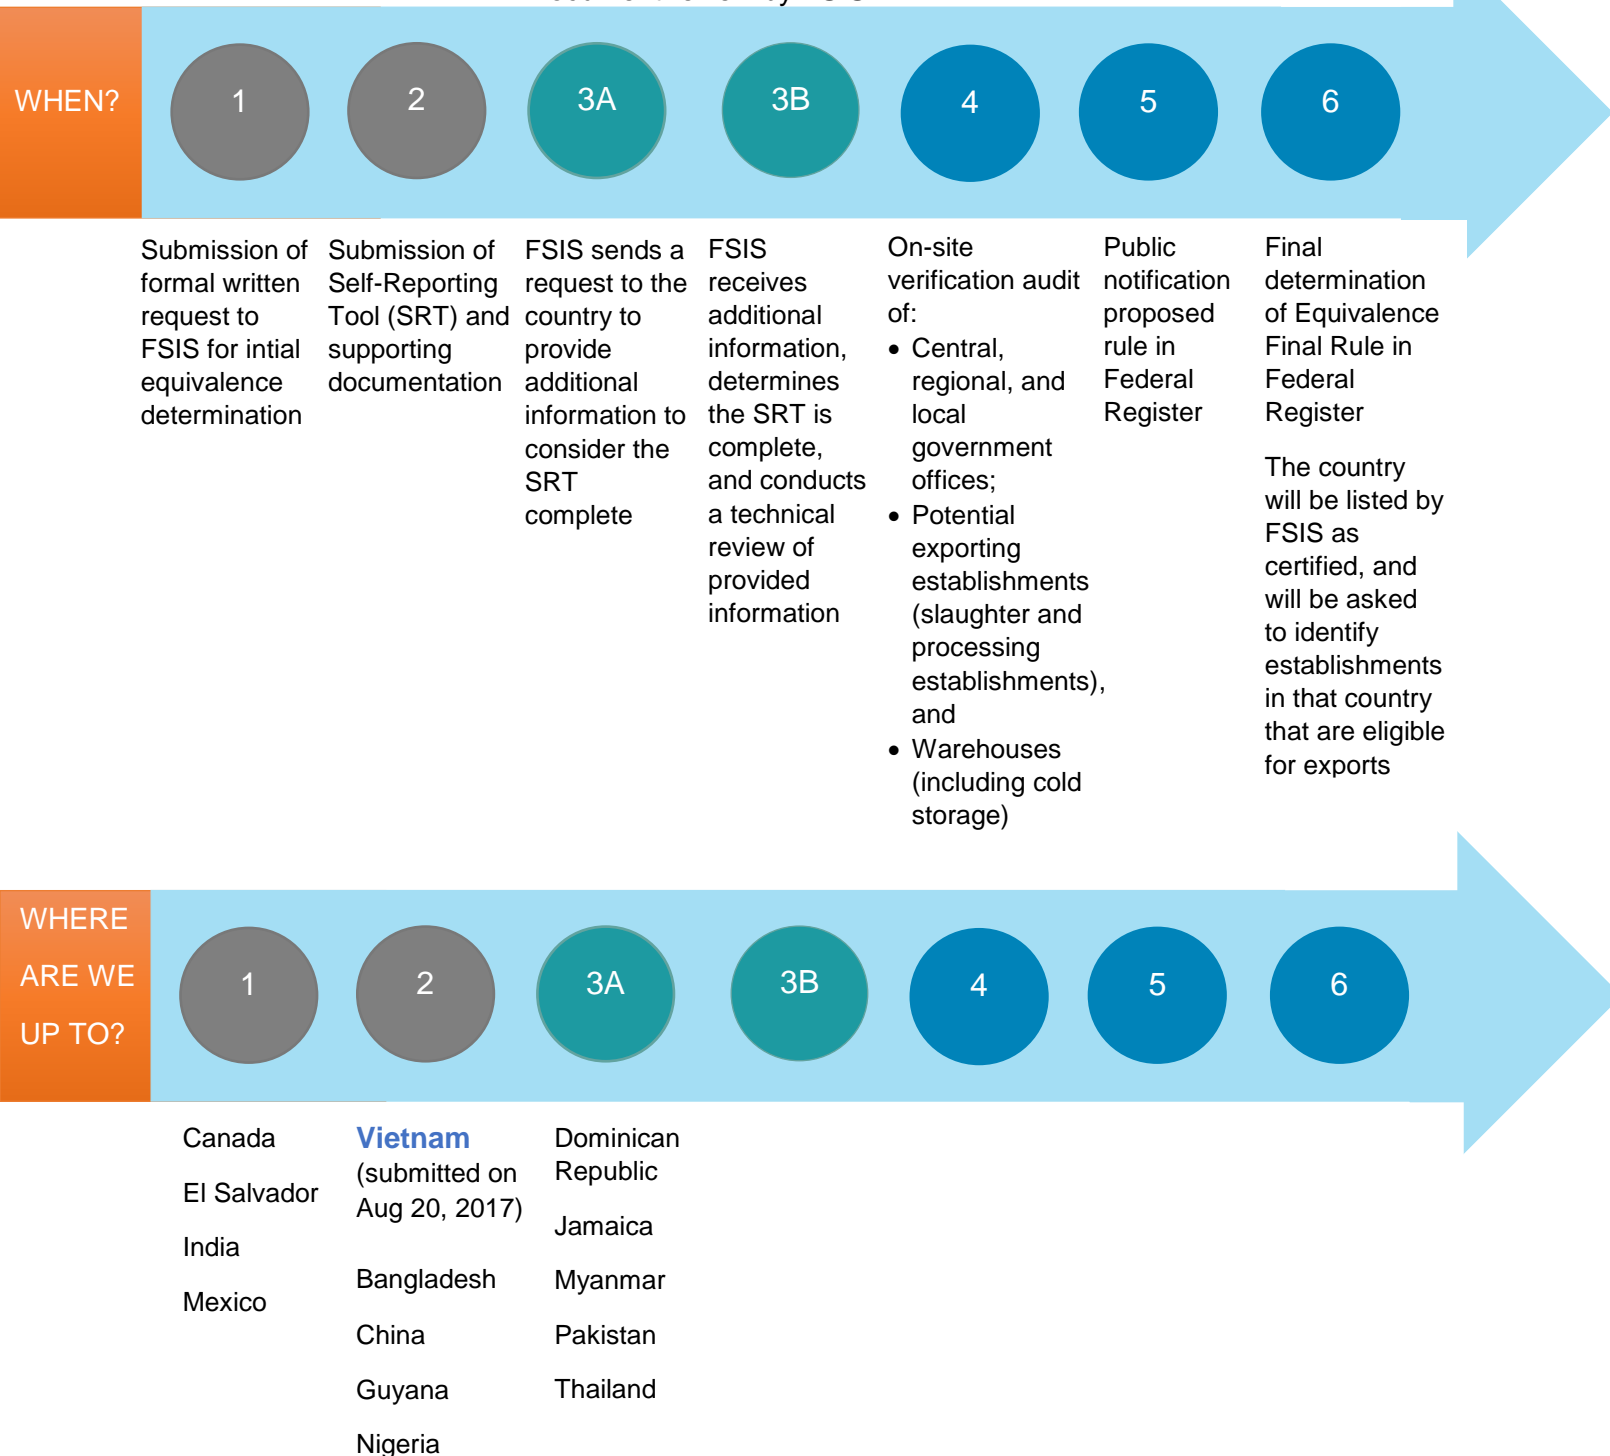 WHEN?
1
2
3A
3B
4
5
6
Submission of
formal written
request to
FSIS for intial
equivalence
determination
Submission of
Self-Reporting
Tool (SRT) and
supporting
documentation
FSIS sends a
request to the
country to
provide
additional
information to
consider the
SRT
complete
FSIS
receives
additional
information,
determines
the SRT is
complete,
and conducts
a technical
review of
provided
information
On-site
verification audit
of:
• Central,
regional, and
local
government
offices;
• Potential
exporting
establishments
(slaughter and
processing
establishments),
and
• Warehouses
(including cold
storage)
Public
notification
proposed
rule in
Federal
Register
Final
determination
of Equivalence
Final Rule in
Federal
Register
The country
will be listed by
FSIS as
certified, and
will be asked
to identify
establishments
in that country
that are eligible
for exports
WHERE
ARE WE
UP TO?
1
2
3A
3B
4
5
6
Canada
El Salvador
India
Mexico
Vietnam
(submitted on
Aug 20, 2017)
Bangladesh
China
Guyana
Nigeria
Dominican
Republic
Jamaica
Myanmar
Pakistan
Thailand